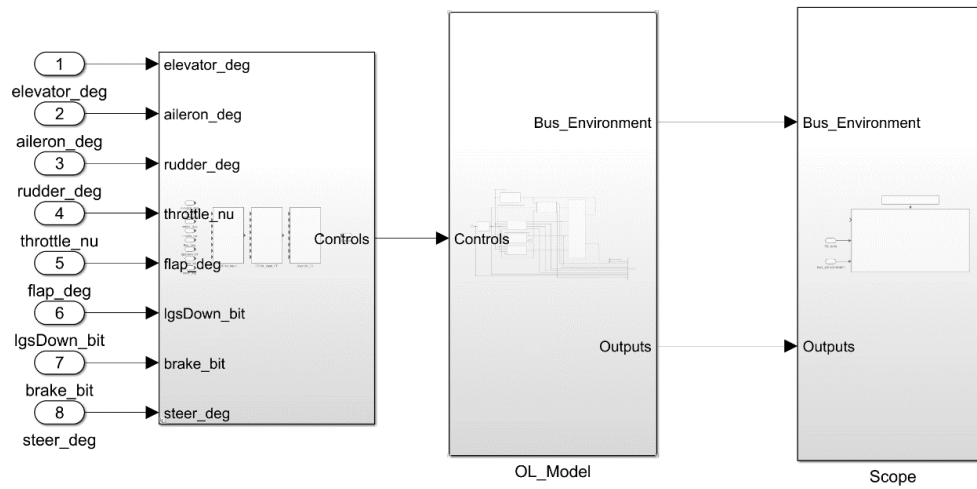 1
elevator_deg
2
aileron_deg
3
rudder_deg
4
throttle_nu
5
flap_deg
6
lgsDown_bit
7
brake_bit
8
steer_deg
elevator_deg
aileron_deg
rudder_deg
throttle_nu
flap_deg
lgsDown_bit
brake_bit
steer_deg
Controls
Controls
Bus_Environment
Outputs
OL_Model
Bus_Environment
Outputs
Scope